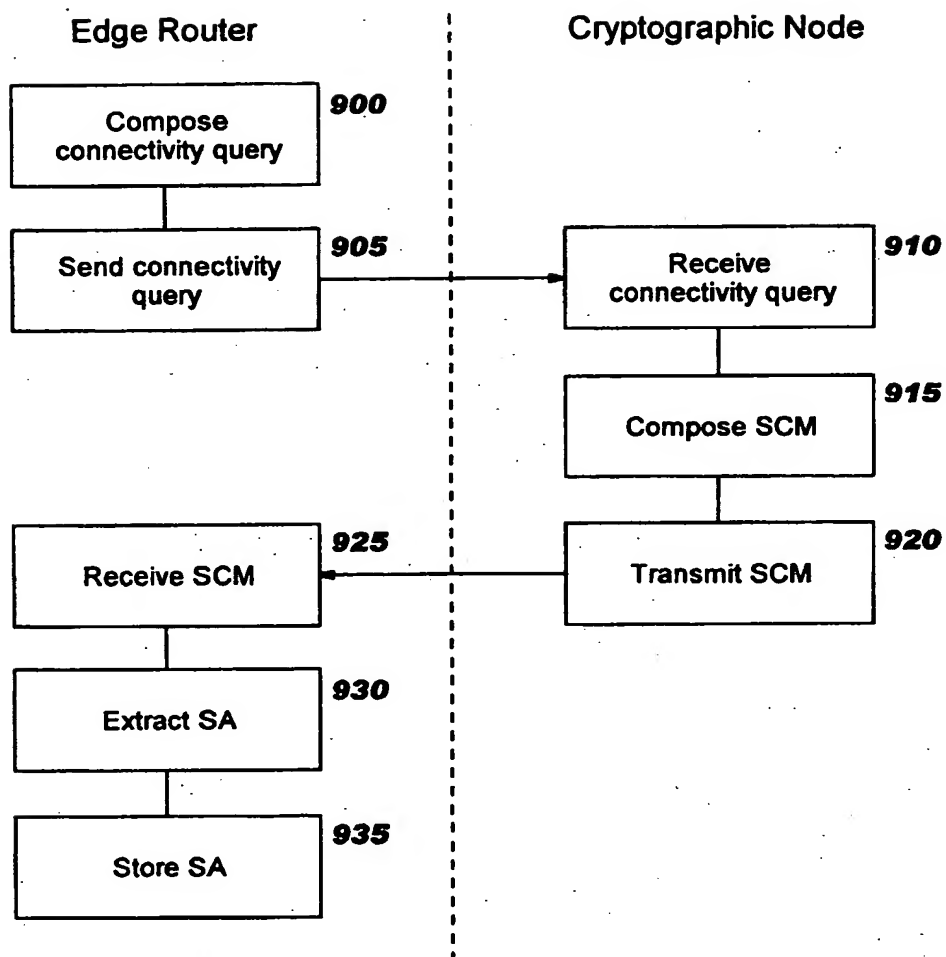 Edge Router
Cryptographic Node
900
Compose
connectivity query
905
Send connectivity
query
910
Receive
connectivity query
915
Compose SCM
920
Transmit SCM
925
Receive SCM
930
Extract SA
935
Store SA